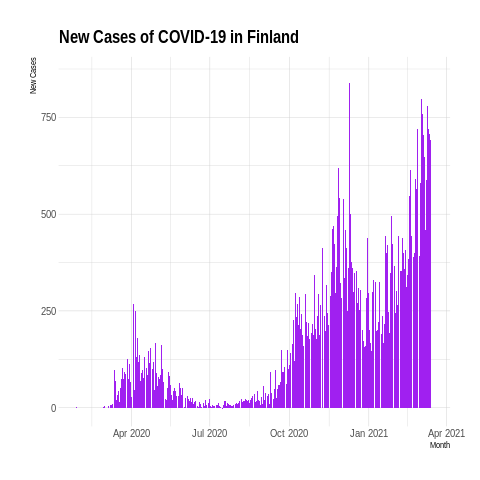 New Cases of COVID-19 in Finland
New Cases
750
500
250
0
Apr 2020
Jul 2020
Oct 2020
Jan 2021
Apr 2021
Month